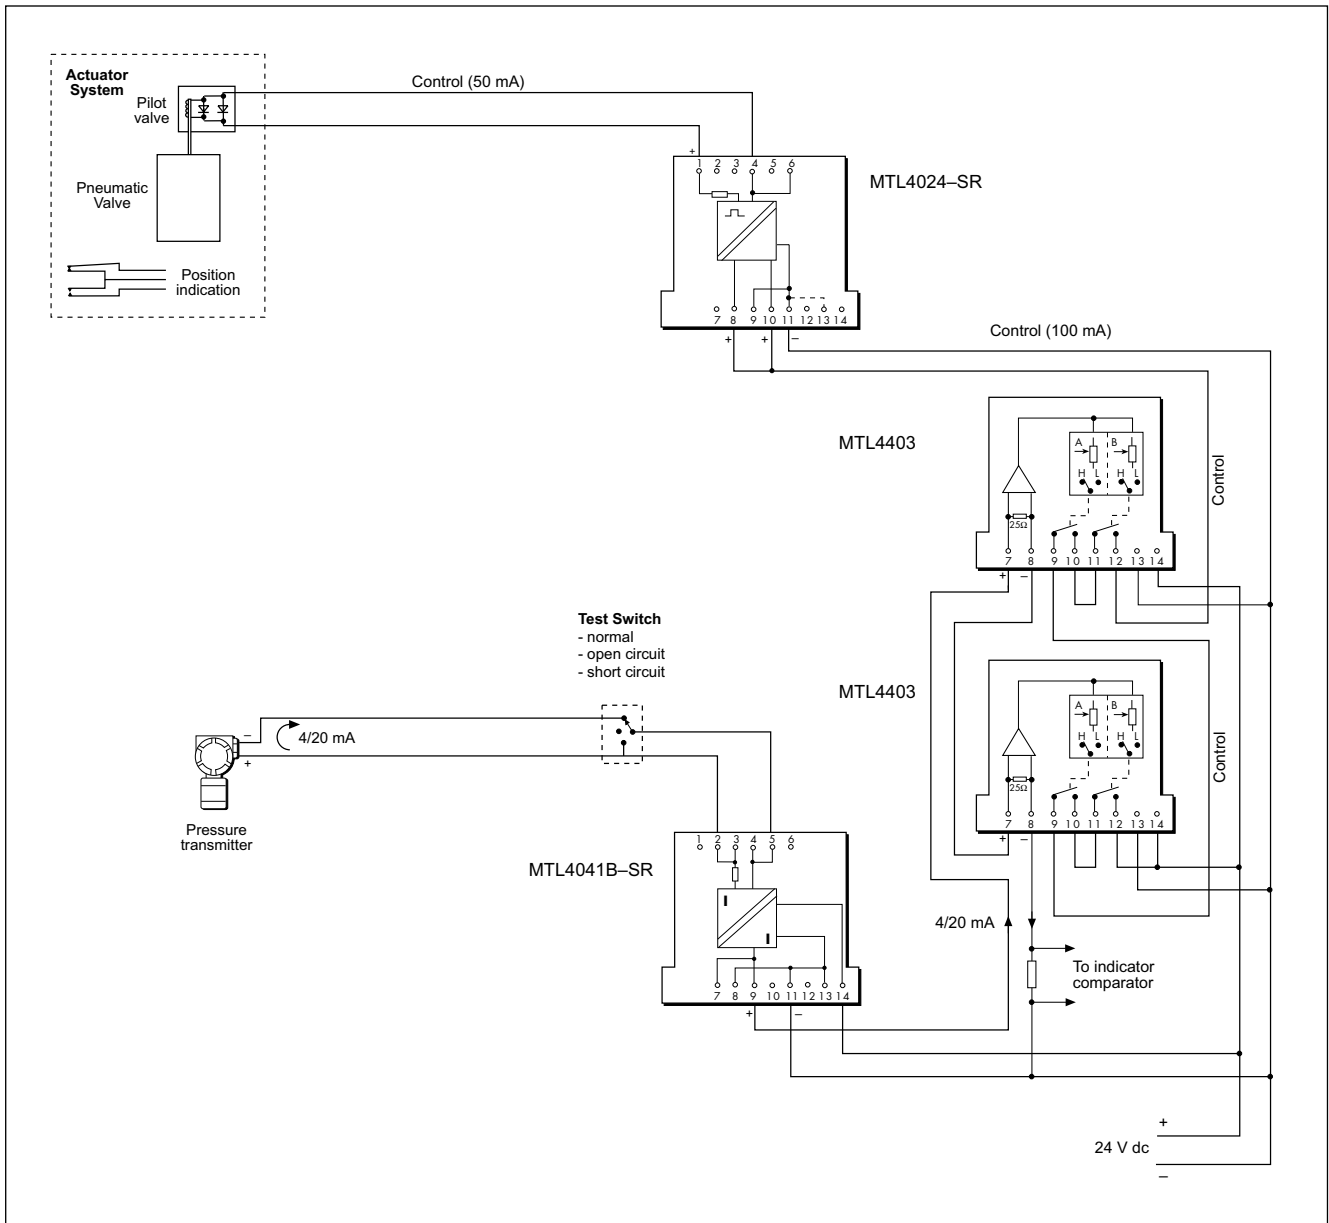 Actuator
System
Pilot
valve
Pneumatic
Valve
Position
indication
Control (50 mA)
+
1 2 3 4 5 6
MTL4024–SR
7 8 9 10 11 12 13 14
+ + –
Control (100 mA)
MTL4403
A B
H L H L
25Ω
7 8 9 10 11 12 13 14
+ –
Control
Test Switch
- normal
- open circuit
- short circuit
–
4/20 mA
+
Pressure
transmitter
MTL4403
A B
H L H L
25Ω
7 8 9 10 11 12 13 14
+ –
Control
MTL4041B–SR
1 2 3 4 5 6
I
I
7 8 9 10 11 12 13 14
+ –
4/20 mA
To indicator
comparator
+
24 V dc
–